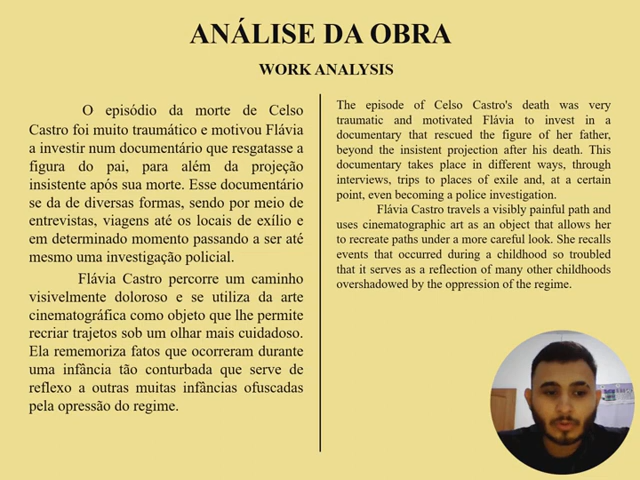 ANÁLISE DA OBRA
WORK ANALYSIS
O episódio da morte de Celso
Castro foi muito traumático e motivou Flávia
a investir num documentário que resgatasse a
figura do pai, para além da projeção
insistente após sua morte. Esse documentário
se da de diversas formas, sendo por meio de
entrevistas, viagens até os locais de exílio e
em determinado momento passando a ser até
mesmo uma investigação policial.
Flávia Castro percorre um caminho
visivelmente doloroso e se utiliza da arte
cinematográfica como objeto que lhe permite
recriar trajetos sob um olhar mais cuidadoso.
Ela rememoriza fatos que ocorreram durante
uma infância tão conturbada que serve de
reflexo a outras muitas infâncias ofuscadas
pela opressão do regime.
The episode of Celso Castro's death was very
traumatic and motivated Flávia to invest in a
documentary that rescued the figure of her father,
beyond the insistent projection after his death. This
documentary takes place in different ways, through
interviews, trips to places of exile and, at a certain
point, even becoming a police investigation.
Flávia Castro travels a visibly painful path and
uses cinematographic art as an object that allows her
to recreate paths under a more careful look. She recalls
events that occurred during a childhood so troubled
that it serves as a reflection of many other childhoods
overshadowed by the oppression of the regime.